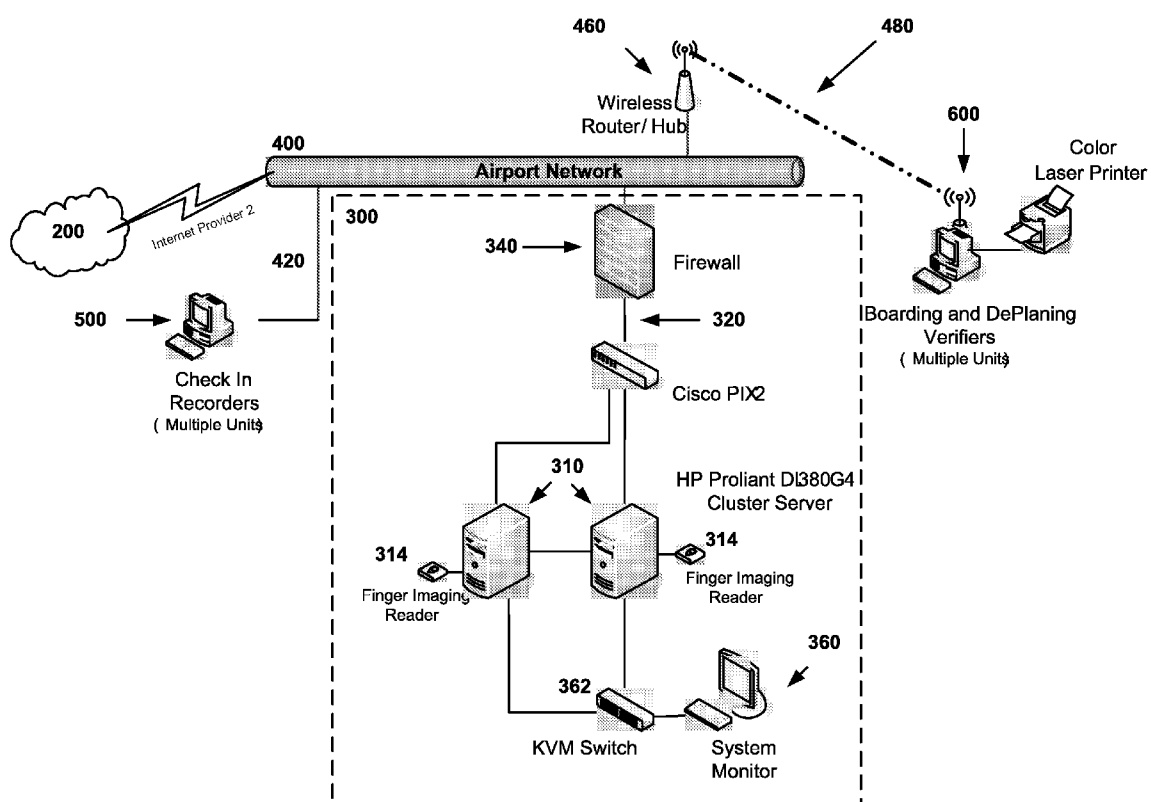 460
480
Wireless
Router/ Hub
600
Color
Laser Printer
400
Airport Network
200
Internet Provider 2
300
340
Firewall
420
320
500
Boarding and DePlaning
Verifiers
( Multiple Units)
Check In
Recorders
( Multiple Units)
Cisco PIX2
310
HP Proliant DL380G4
Cluster Server
314
Finger Imaging
Reader
314
Finger Imaging
Reader
360
362
KVM Switch
System
Monitor